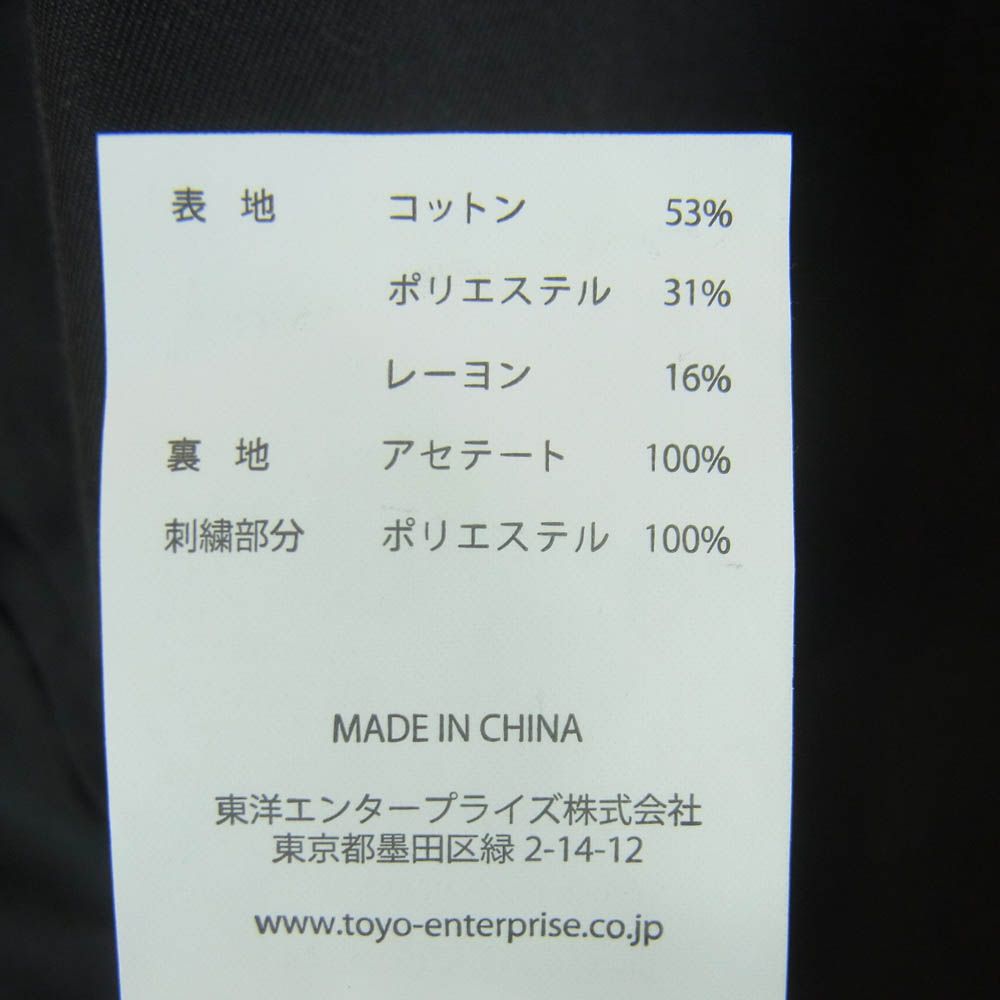 表 地 コットン 53%
ポリエステル 31%
レーヨン 16%
裏 地 アセテート 100%
刺繍部分 ポリエステル 100%
MADE IN CHINA
東洋エンタープライズ株式会社
東京都墨田区緑 2-14-12
www.toyo-enterprise.co.jp